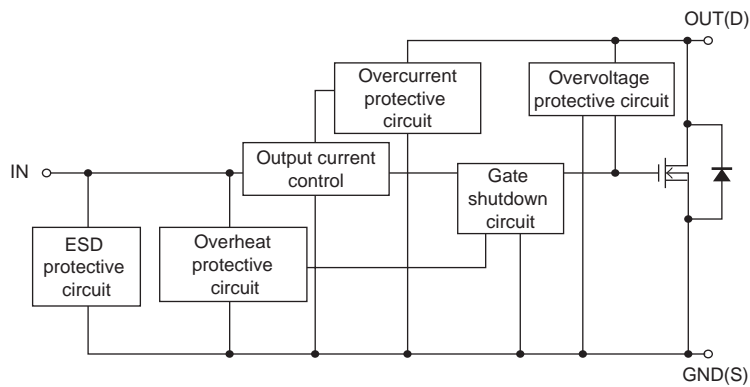 OUT(D)
Overcurrent
protective
circuit
Overvoltage
protective circuit
IN
Output current
control
Gate
shutdown
circuit
ESD
protective
circuit
Overheat
protective
circuit
GND(S)